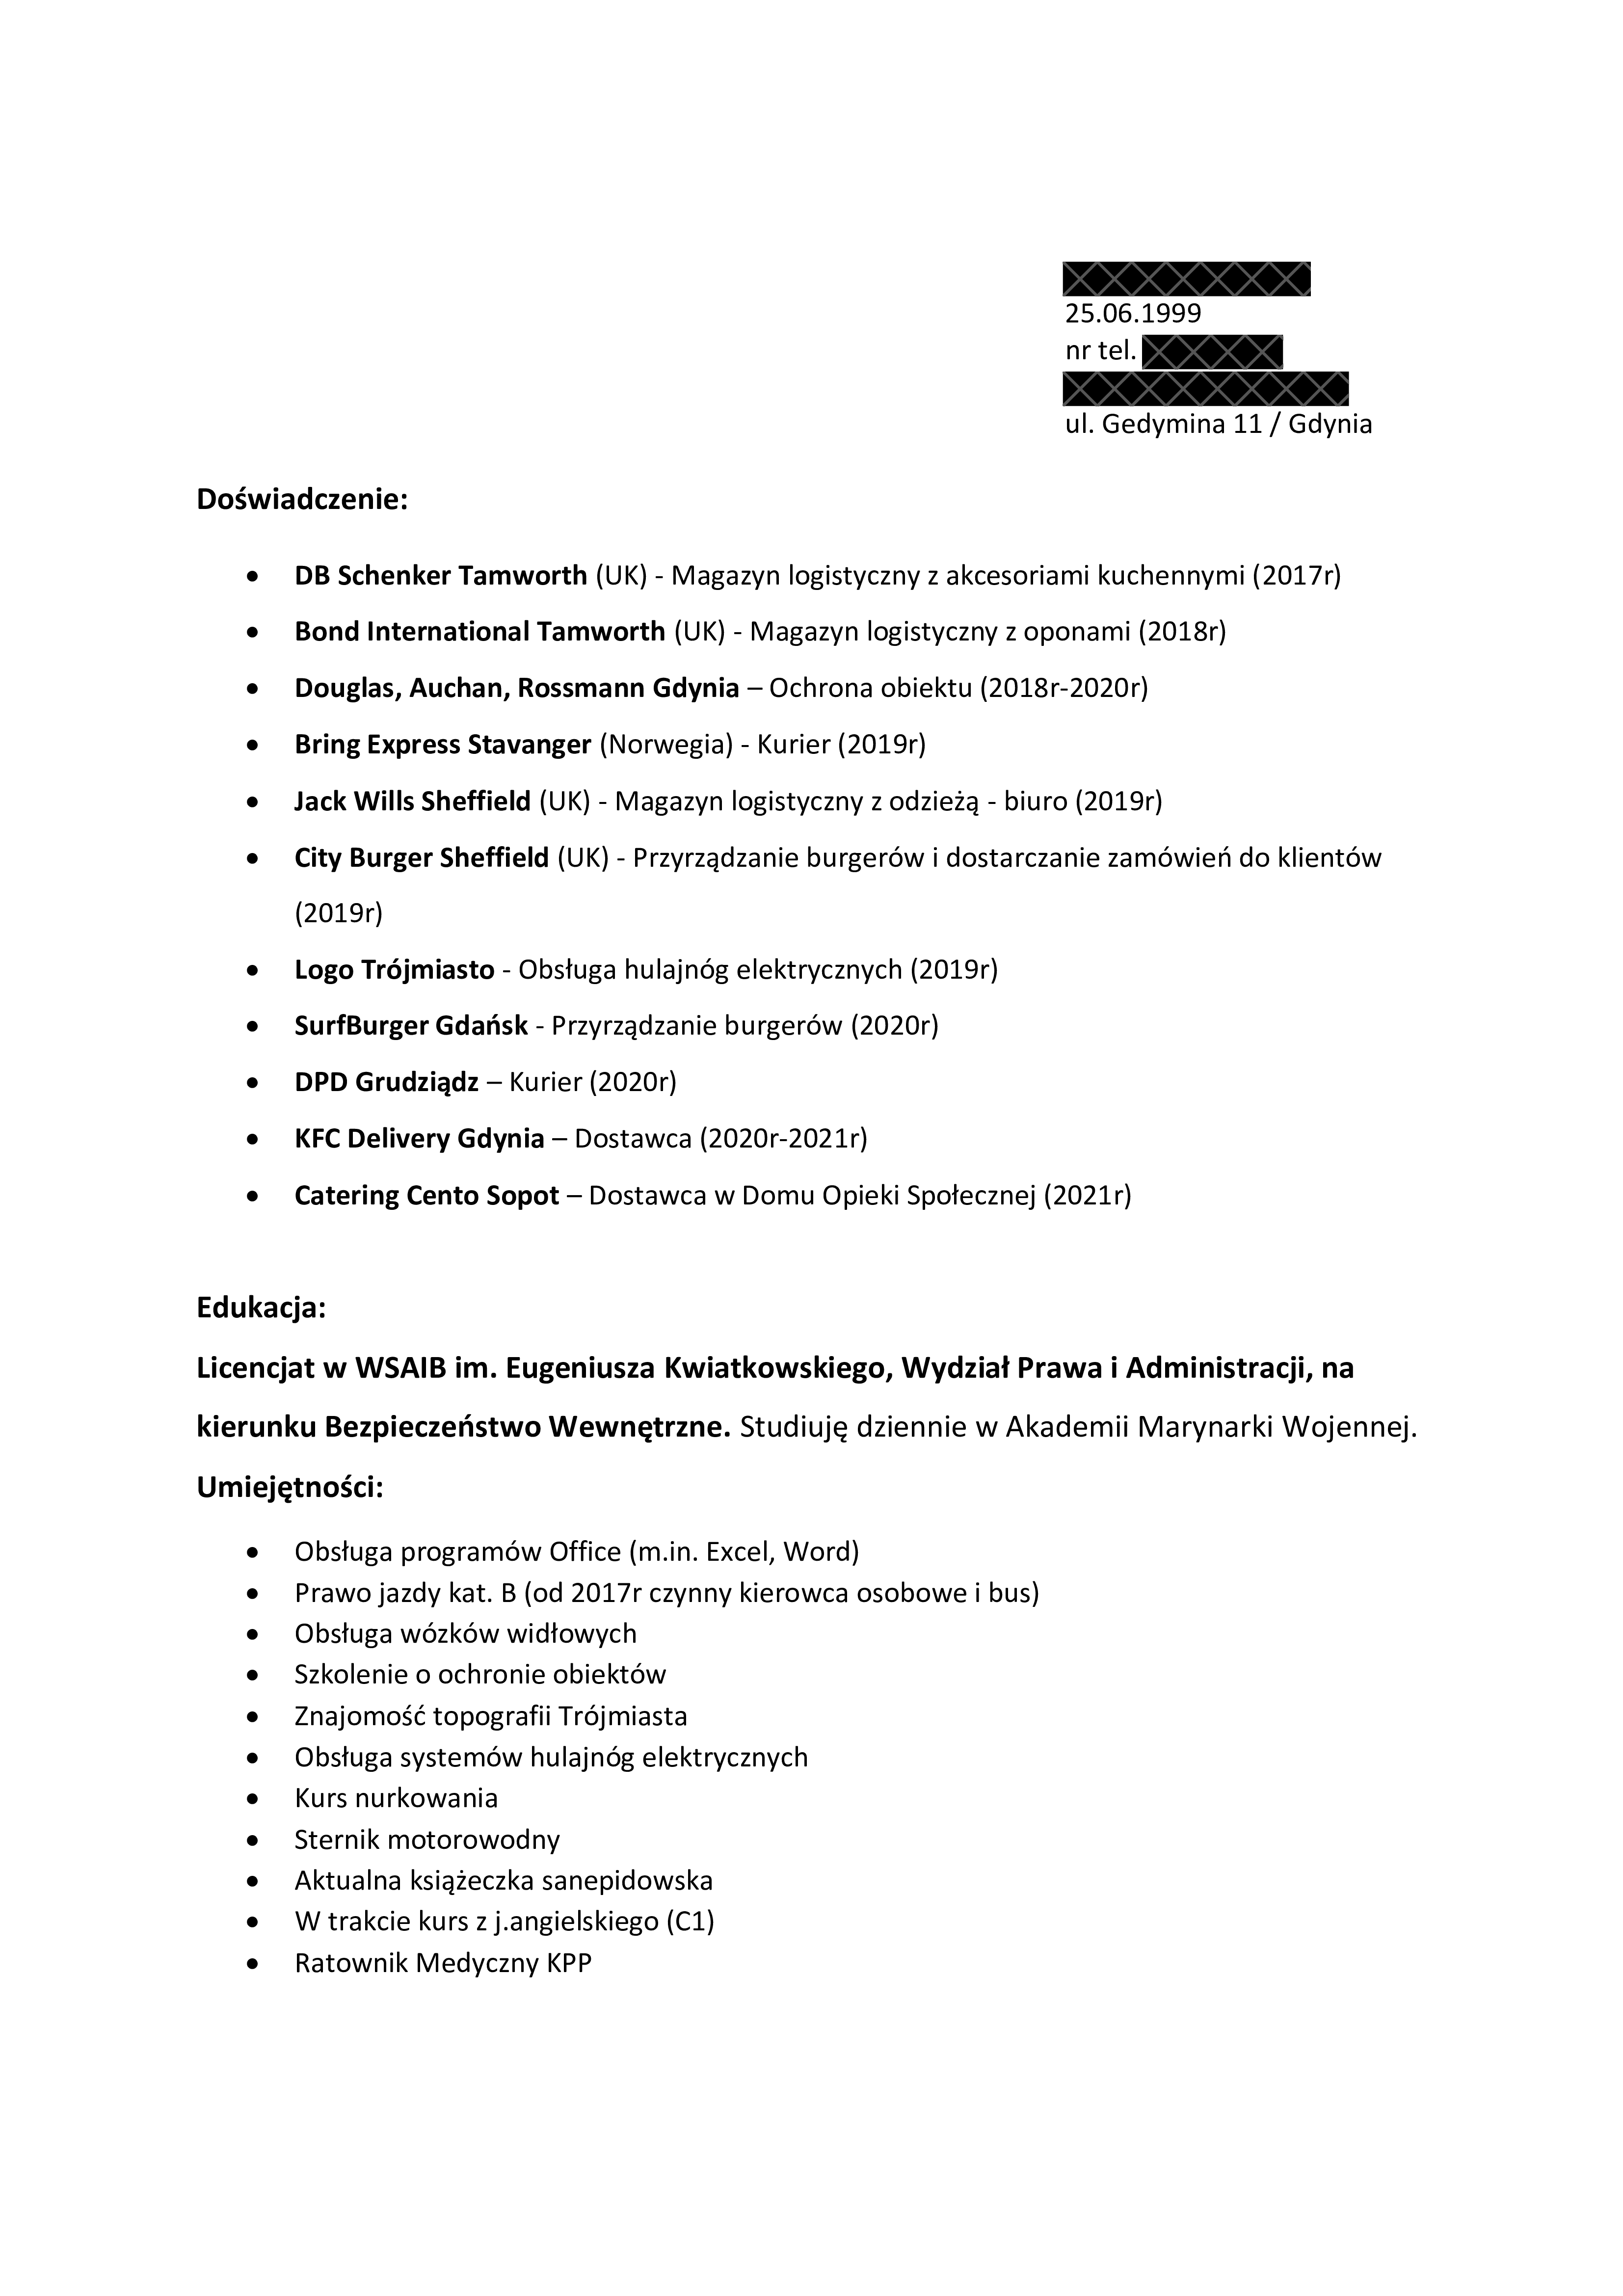 25.06.1999
nr tel.
ul. Gedymina 11 / Gdynia
Doświadczenie:
• DB Schenker Tamworth (UK) - Magazyn logistyczny z akcesoriami kuchennymi (2017r)
• Bond International Tamworth (UK) - Magazyn logistyczny z oponami (2018r)
• Douglas, Auchan, Rossmann Gdynia – Ochrona obiektu (2018r-2020r)
• Bring Express Stavanger (Norwegia) - Kurier (2019r)
• Jack Wills Sheffield (UK) - Magazyn logistyczny z odzieżą - biuro (2019r)
• City Burger Sheffield (UK) - Przyrządzanie burgerów i dostarczanie zamówień do klientów
(2019r)
• Logo Trójmiasto - Obsługa hulajnóg elektrycznych (2019r)
• SurfBurger Gdańsk - Przyrządzanie burgerów (2020r)
• DPD Grudziądz – Kurier (2020r)
• KFC Delivery Gdynia – Dostawca (2020r-2021r)
• Catering Cento Sopot – Dostawca w Domu Opieki Społecznej (2021r)
Edukacja:
Licencjat w WSAIB im. Eugeniusza Kwiatkowskiego, Wydział Prawa i Administracji, na
kierunku Bezpieczeństwo Wewnętrzne. Studiuję dziennie w Akademii Marynarki Wojennej.
Umiejętności:
• Obsługa programów Office (m.in. Excel, Word)
• Prawo jazdy kat. B (od 2017r czynny kierowca osobowe i bus)
• Obsługa wózków widłowych
• Szkolenie o ochronie obiektów
• Znajomość topografii Trójmiasta
• Obsługa systemów hulajnóg elektrycznych
• Kurs nurkowania
• Sternik motorowodny
• Aktualna książeczka sanepidowska
• W trakcie kurs z j.angielskiego (C1)
• Ratownik Medyczny KPP